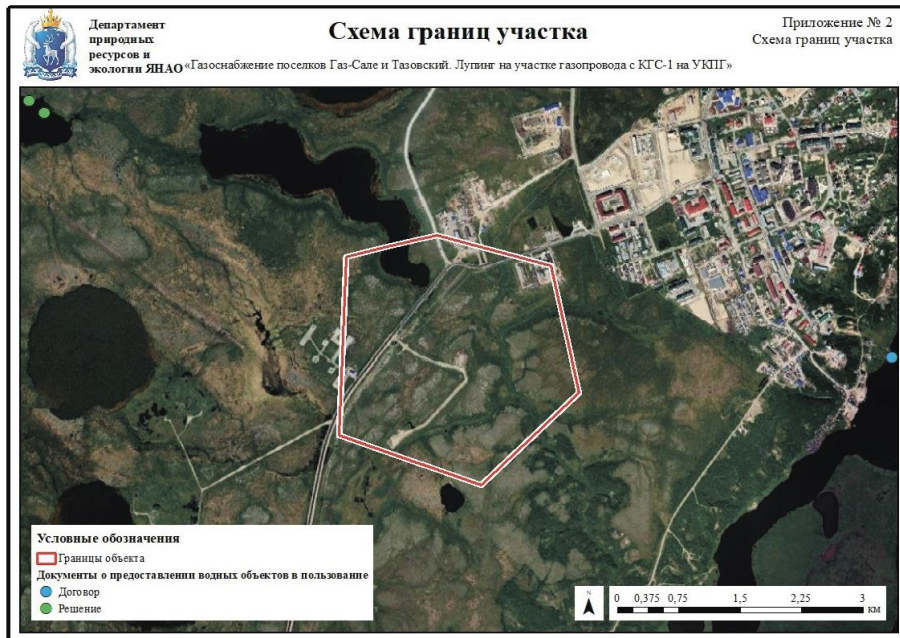 Департамент
природных
ресурсов и
экологии ЯНАО
Схема границ участка
Приложение № 2
Схема границ участка
«Газоснабжение поселков Газ-Сале и Тазовский. Лупинг на участке газопровода с КГС-1 на УКПГ»
Условные обозначения
Границы объекта
Документы о предоставлении водных объектов в пользование
Договор
Решение
N
0 0,375 0,75 1,5 2,25 3
км